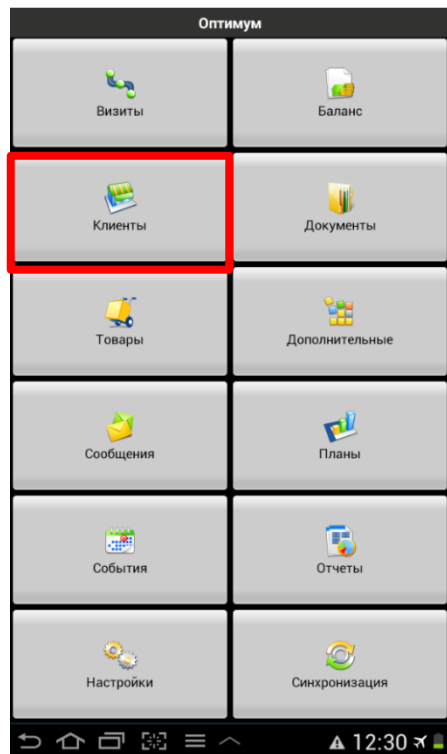 Оптимум
Визиты
Баланс
Клиенты
Документы
Товары
Дополнительные
Сообщения
Планы
События
Отчеты
Настройки
Синхронизация
12:30